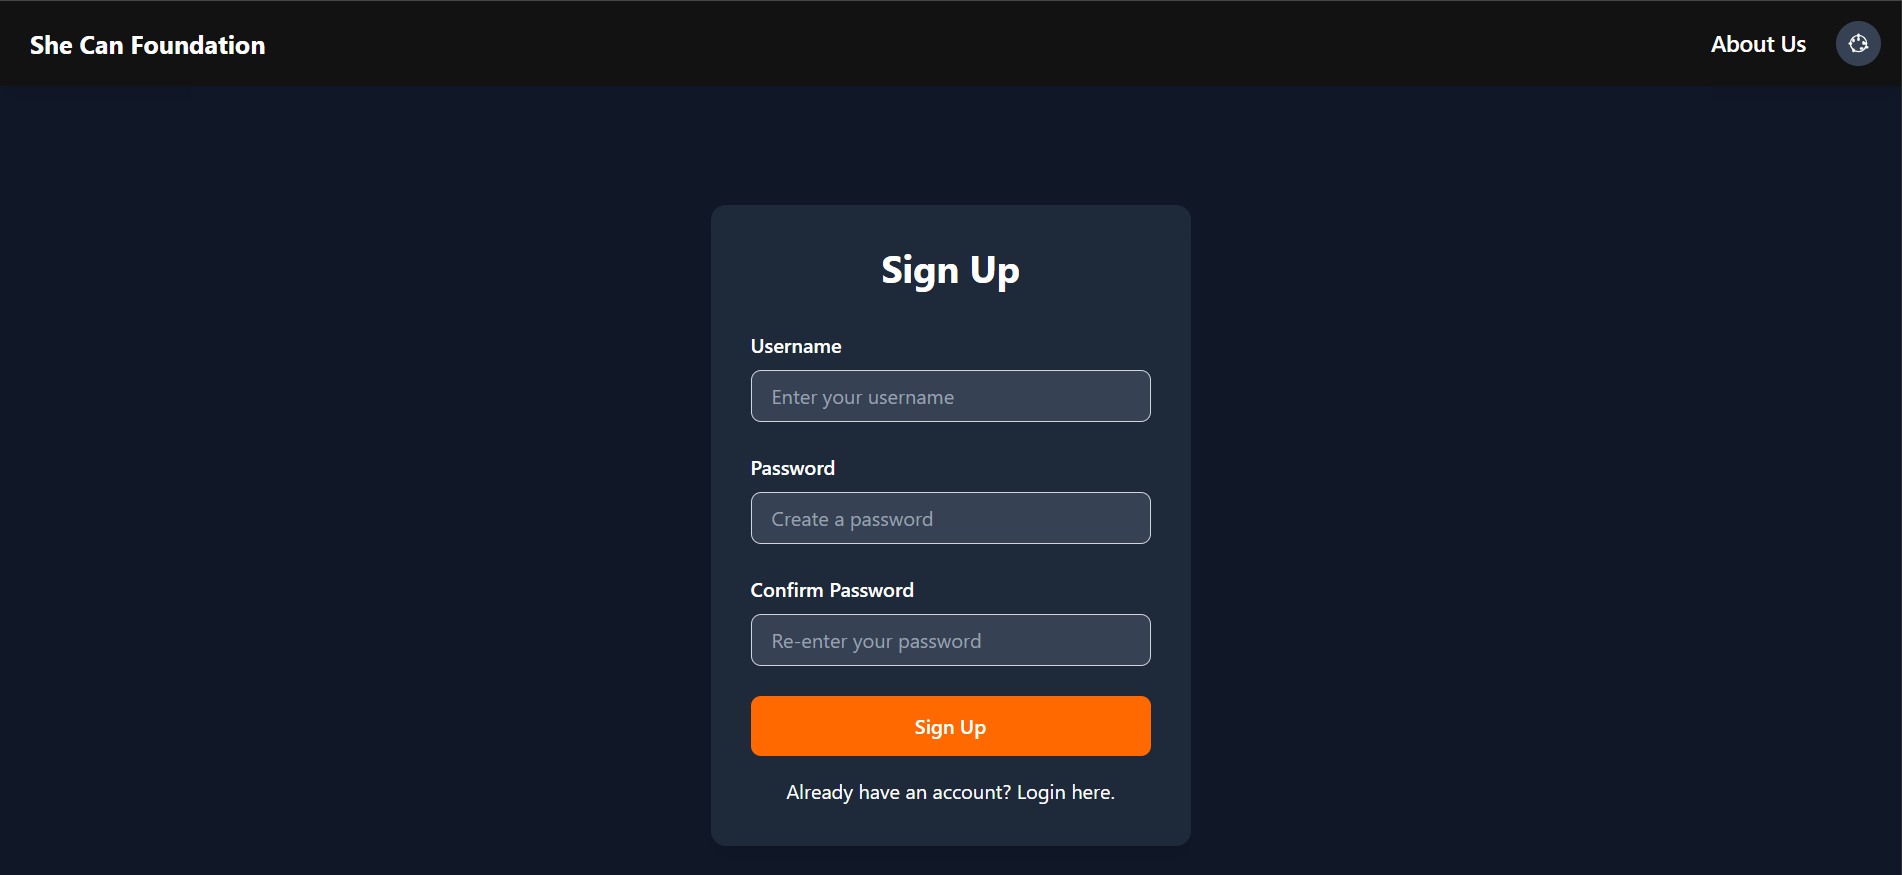 She Can Foundation
About Us
Sign Up
Username
Enter your username
Password
Create a password
Confirm Password
Re-enter your password
Sign Up
Already have an account? Login here.